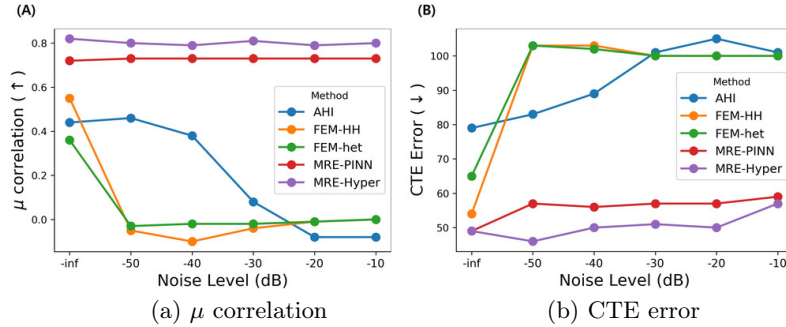 (A)
μ correlation (↑)
0.8
0.6
0.4
0.2
0.0
-inf -50 -40 -30 -20 -10
Noise Level (dB)
Method
AHI
FEM-HH
FEM-het
MRE-PINN
MRE-Hyper
(a) μ correlation
(B)
CTE Error (↓)
100
90
80
70
60
50
-inf -50 -40 -30 -20 -10
Noise Level (dB)
Method
AHI
FEM-HH
FEM-het
MRE-PINN
MRE-Hyper
(b) CTE error